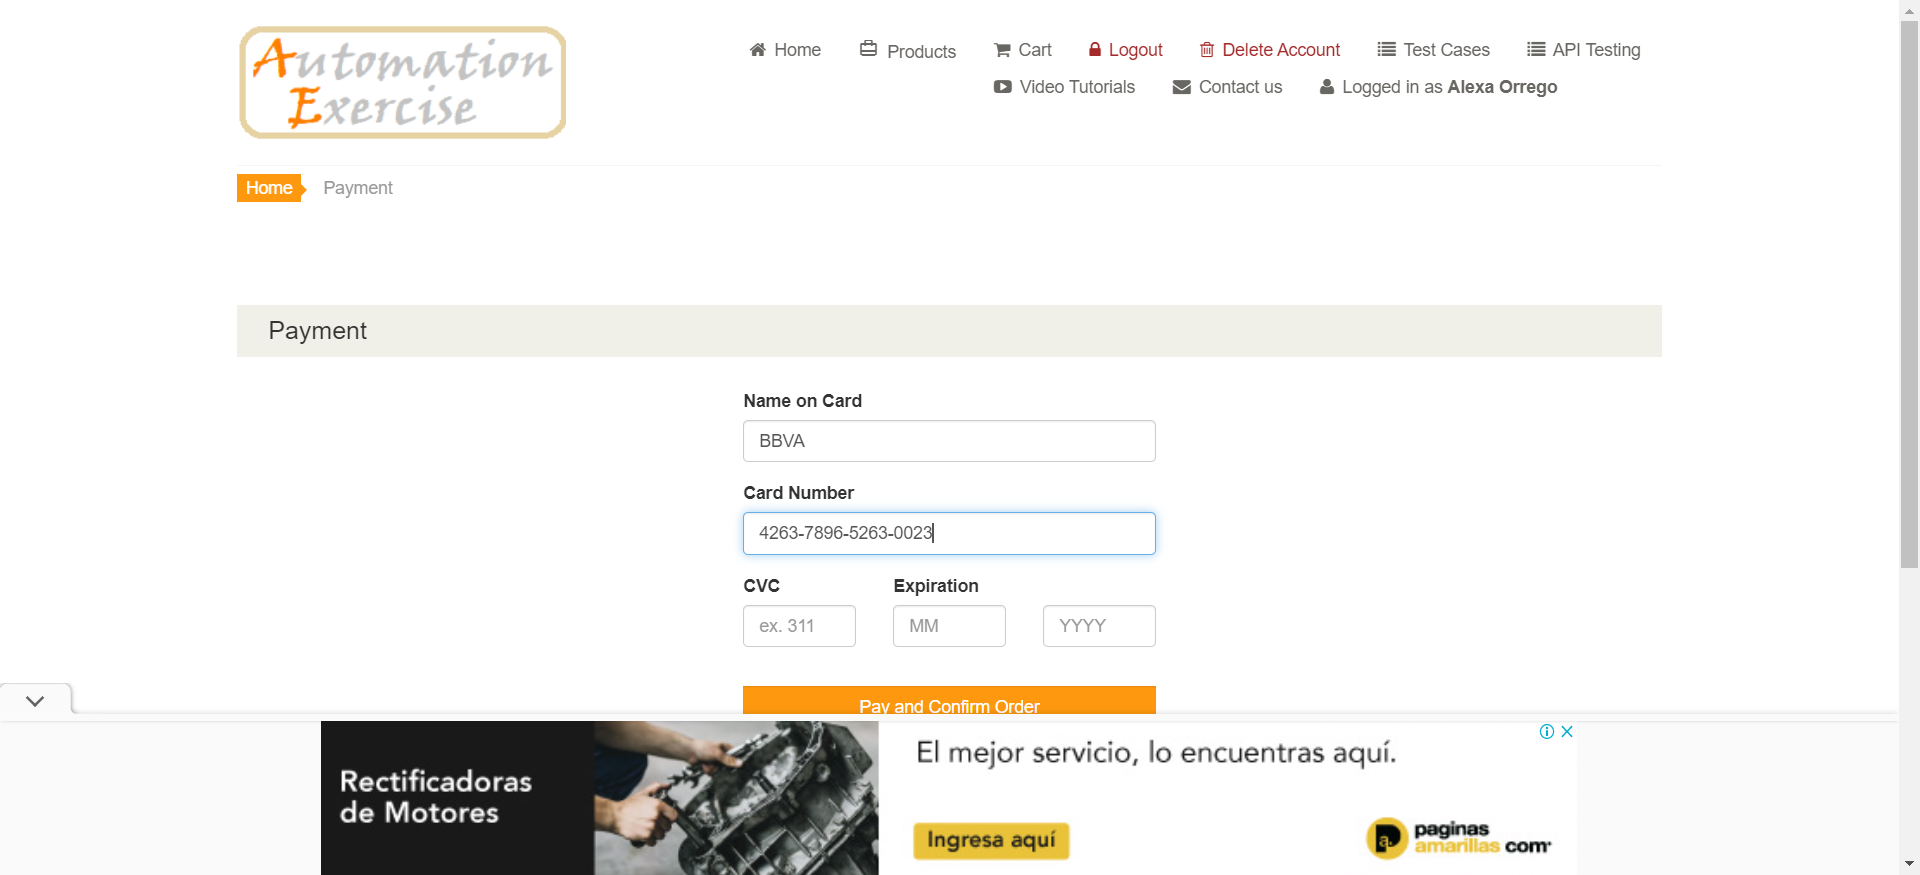 Automation
Exercise
Home
Products
Cart
Logout
Delete Account
Test Cases
API Testing
Video Tutorials
Contact us
Logged in as Alexa Orrego
Home
Payment
Payment
Name on Card
BBVA
Card Number
4263-7896-5263-0023
CVC
Expiration
ex. 311
MM
YYYY
Pay and Confirm Order
Rectificadoras
de Motores
El mejor servicio, lo encuentras aquí.
Ingresa aquí
paginas
amarillas com